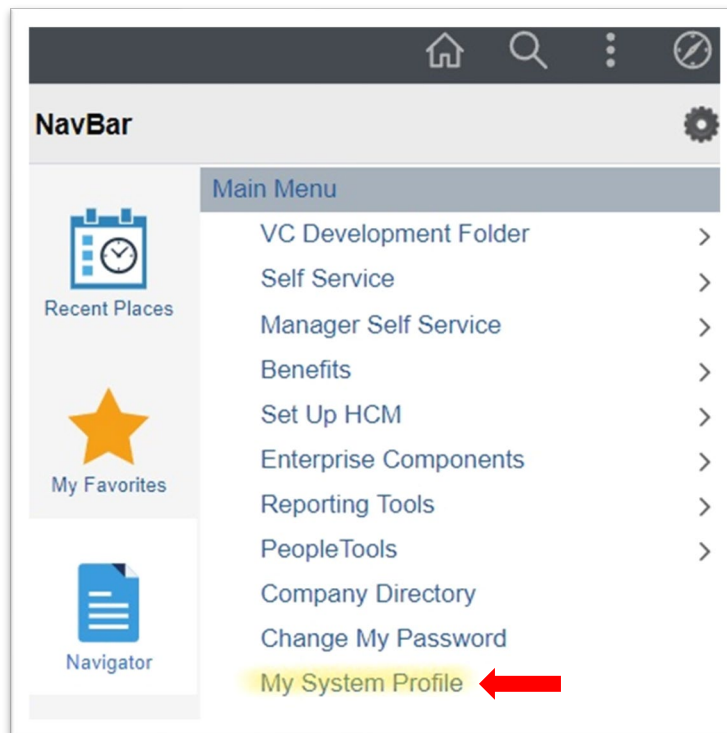 NavBar
Main Menu
VC Development Folder
Self Service
Recent Places
Manager Self Service
Benefits
Set Up HCM
Enterprise Components
My Favorites
Reporting Tools
PeopleTools
Company Directory
Change My Password
Navigator
My System Profile